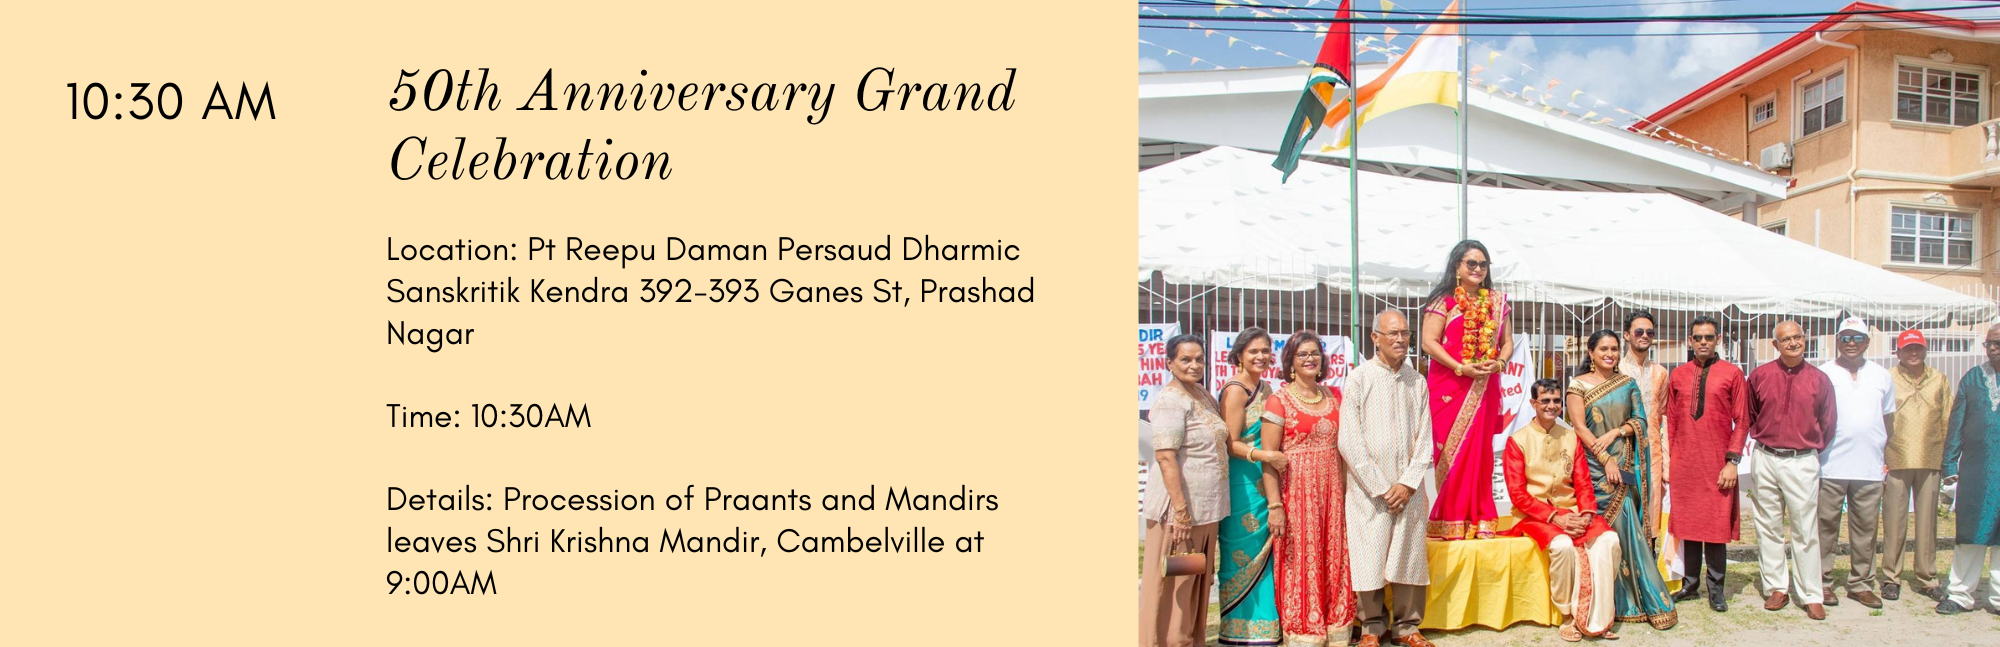 10:30 AM
50th Anniversary Grand
Celebration
Location: Pt Reepu Daman Persaud Dharmic
Sanskritik Kendra 392-393 Ganes St, Prashad
Nagar
Time: 10:30AM
Details: Procession of Praants and Mandirs
leaves Shri Krishna Mandir, Cambelville at
9:00AM